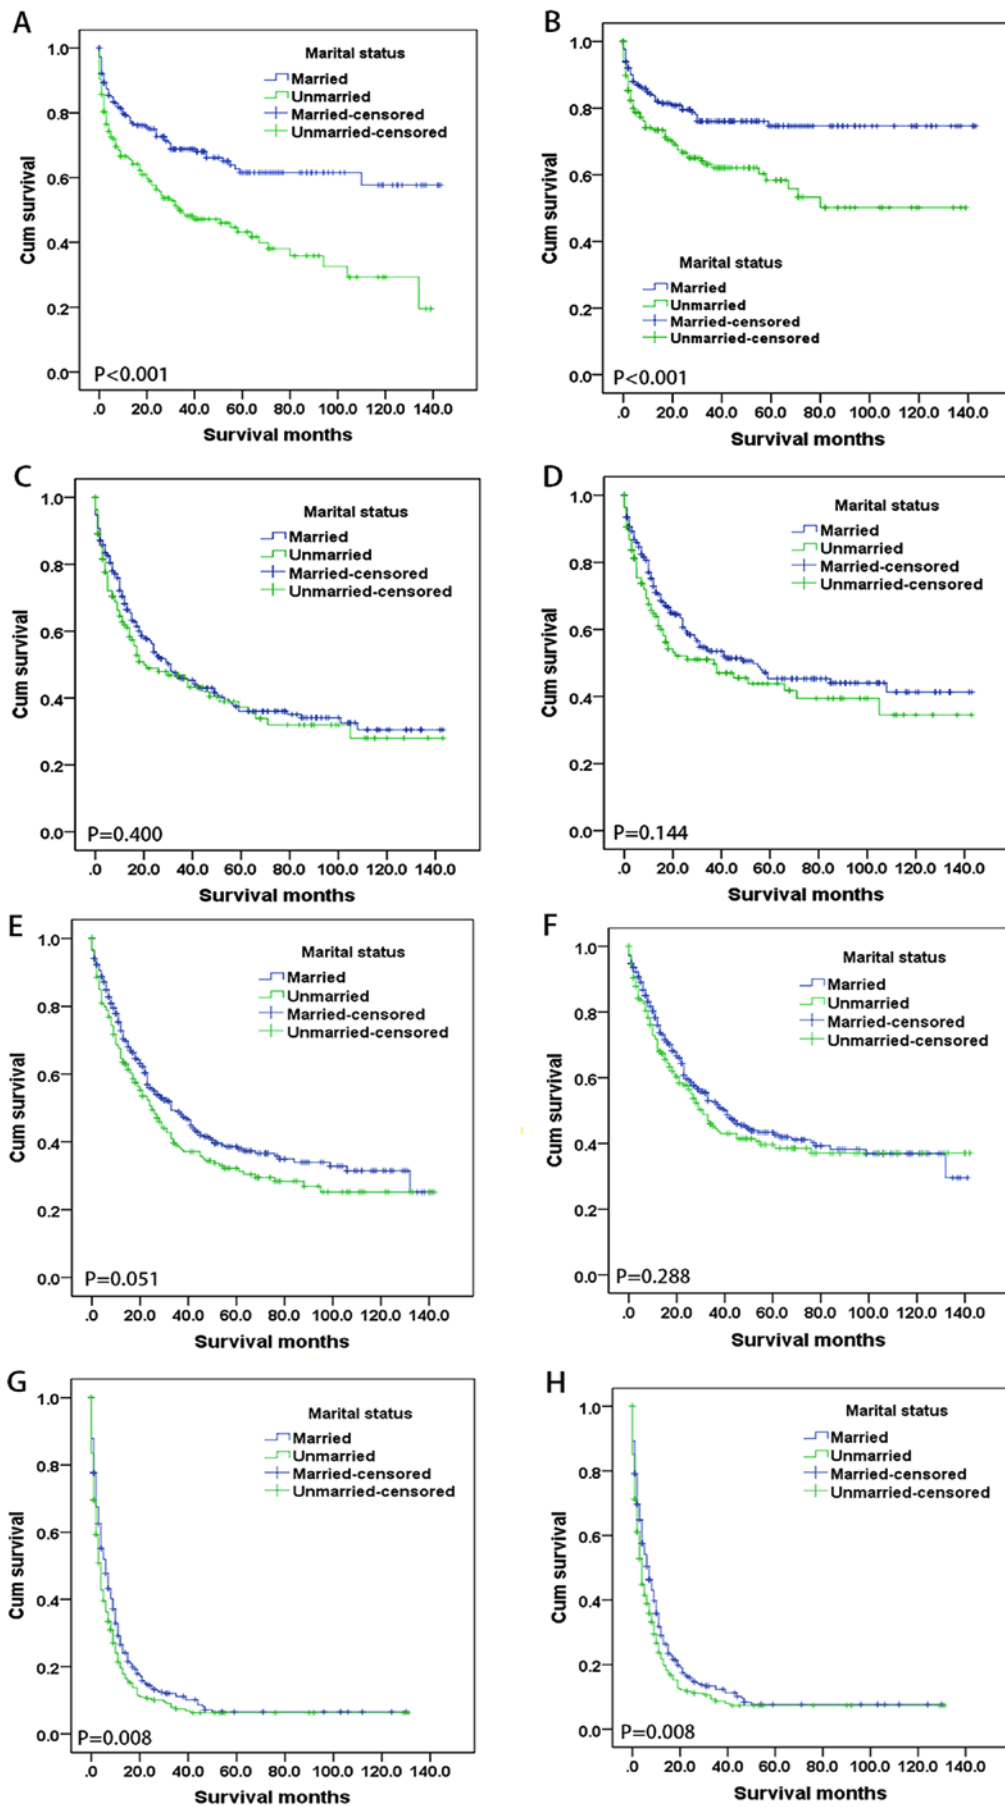 A
Marital status
Married
Unmarried
Married-censored
Unmarried-censored
1.0
0.8
0.6
0.4
0.2
0.0
Cum survival
P<0.001
.0 20.0 40.0 60.0 80.0 100.0 120.0 140.0
Survival months
B
1.0
0.8
0.6
0.4
0.2
0.0
Cum survival
Marital status
Married
Unmarried
Married-censored
Unmarried-censored
P<0.001
.0 20.0 40.0 60.0 80.0 100.0 120.0 140.0
Survival months
C
Marital status
Married
Unmarried
Married-censored
Unmarried-censored
1.0
0.8
0.6
0.4
0.2
0.0
Cum survival
P=0.400
.0 20.0 40.0 60.0 80.0 100.0 120.0 140.0
Survival months
D
Marital status
Married
Unmarried
Married-censored
Unmarried-censored
1.0
0.8
0.6
0.4
0.2
0.0
Cum survival
P=0.144
.0 20.0 40.0 60.0 80.0 100.0 120.0 140.0
Survival months
E
Marital status
Married
Unmarried
Married-censored
Unmarried-censored
1.0
0.8
0.6
0.4
0.2
0.0
Cum survival
P=0.051
.0 20.0 40.0 60.0 80.0 100.0 120.0 140.0
Survival months
F
Marital status
Married
Unmarried
Married-censored
Unmarried-censored
1.0
0.8
0.6
0.4
0.2
0.0
Cum survival
P=0.288
.0 20.0 40.0 60.0 80.0 100.0 120.0 140.0
Survival months
G
Marital status
Married
Unmarried
Married-censored
Unmarried-censored
1.0
0.8
0.6
0.4
0.2
0.0
Cum survival
P=0.008
.0 20.0 40.0 60.0 80.0 100.0 120.0 140.0
Survival months
H
Marital status
Married
Unmarried
Married-censored
Unmarried-censored
1.0
0.8
0.6
0.4
0.2
0.0
Cum survival
P=0.008
.0 20.0 40.0 60.0 80.0 100.0 120.0 140.0
Survival months